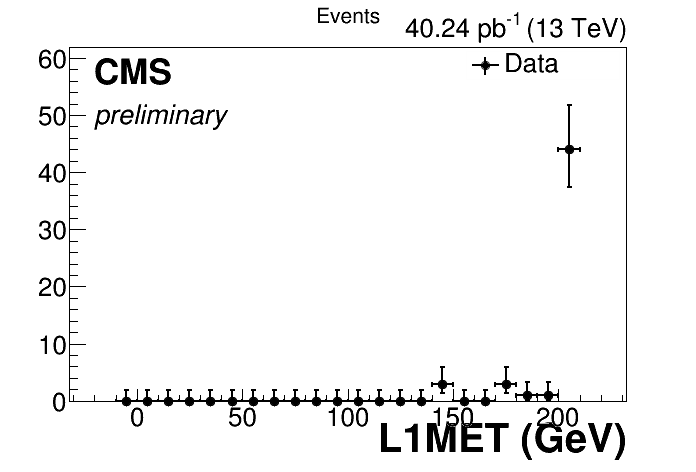 Events
40.24 pb-1 (13 TeV)
CMS
Data
preliminary
60
50
40
30
20
10
0
0 50 100 150 200
L1MET (GeV)